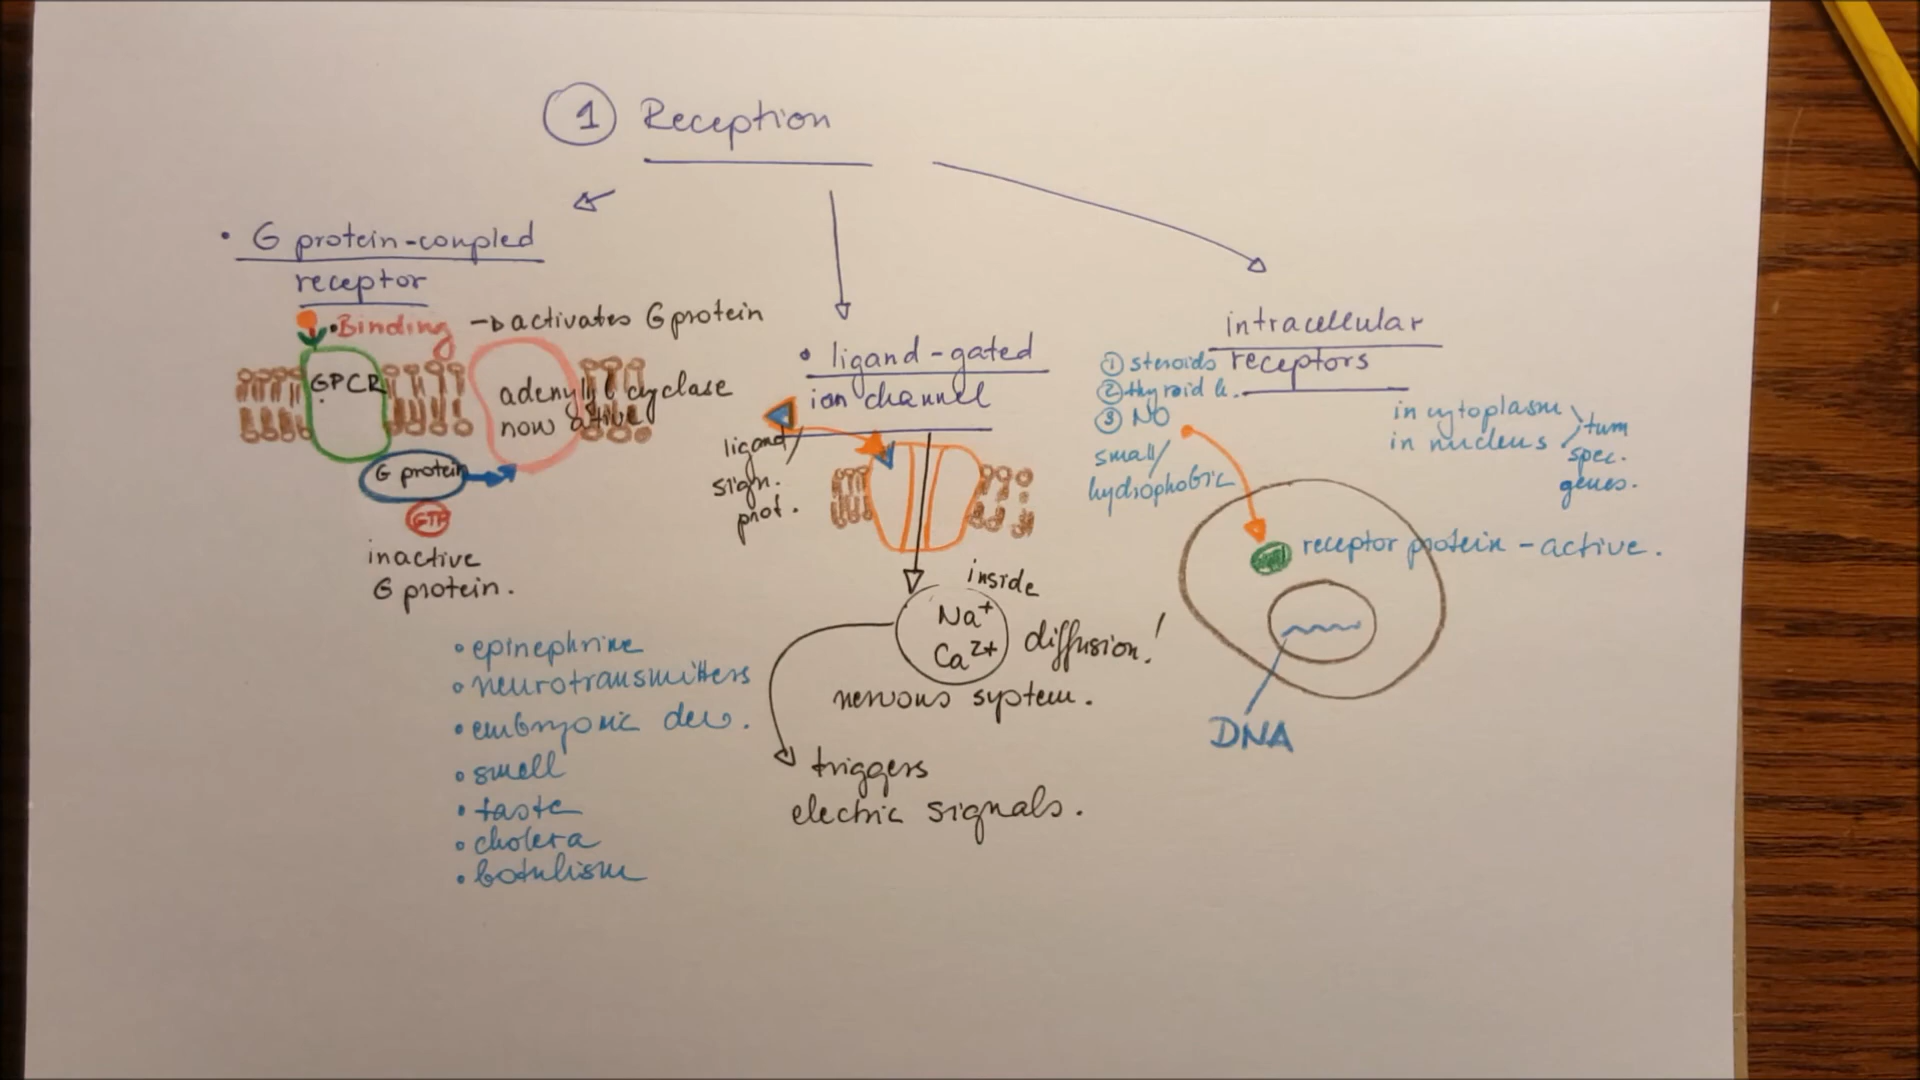 1 Reception
• G protein-coupled
receptor
• Binding → activates G protein
GPCR
adenylyl cyclase
now active
G protein
GTP
inactive
G protein.
• epinephrine
• neurotransmitters
• embryonic dev.
• smell
• taste
• cholera
• botulism
• ligand-gated
ion channel
ligand/
sign.
prot.
inside
Na+
Ca2+
diffusion!
nervous system.
triggers
electric signals.
intracellular
receptors
1 steroids
2 thyroid h.
3 NO
small/
hydrophobic
in cytoplasm
in nucleus
turn
spec.
genes.
receptor protein - active.
DNA